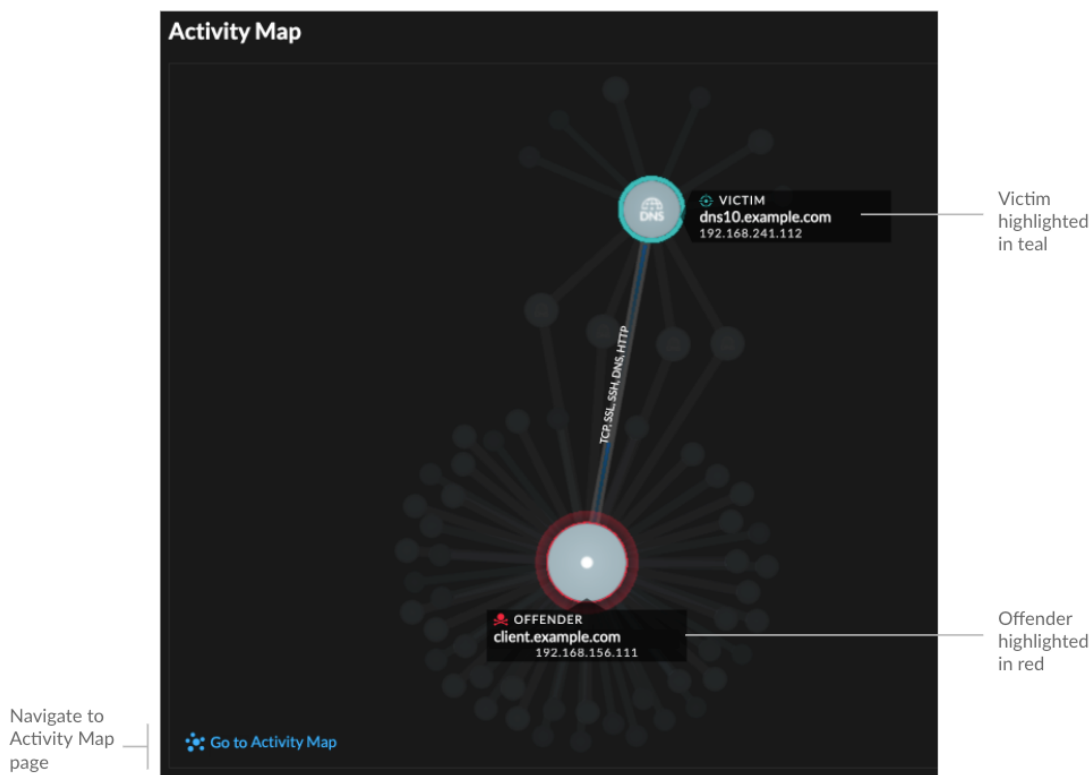 Activity Map
DNS
VICTIM
dns10.example.com
192.168.241.112
Victim
highlighted
in teal
TCP, SSL, SSH, DNS, HTTP
OFFENDER
client.example.com
192.168.156.111
Offender
highlighted
in red
Navigate to
Activity Map
page
Go to Activity Map